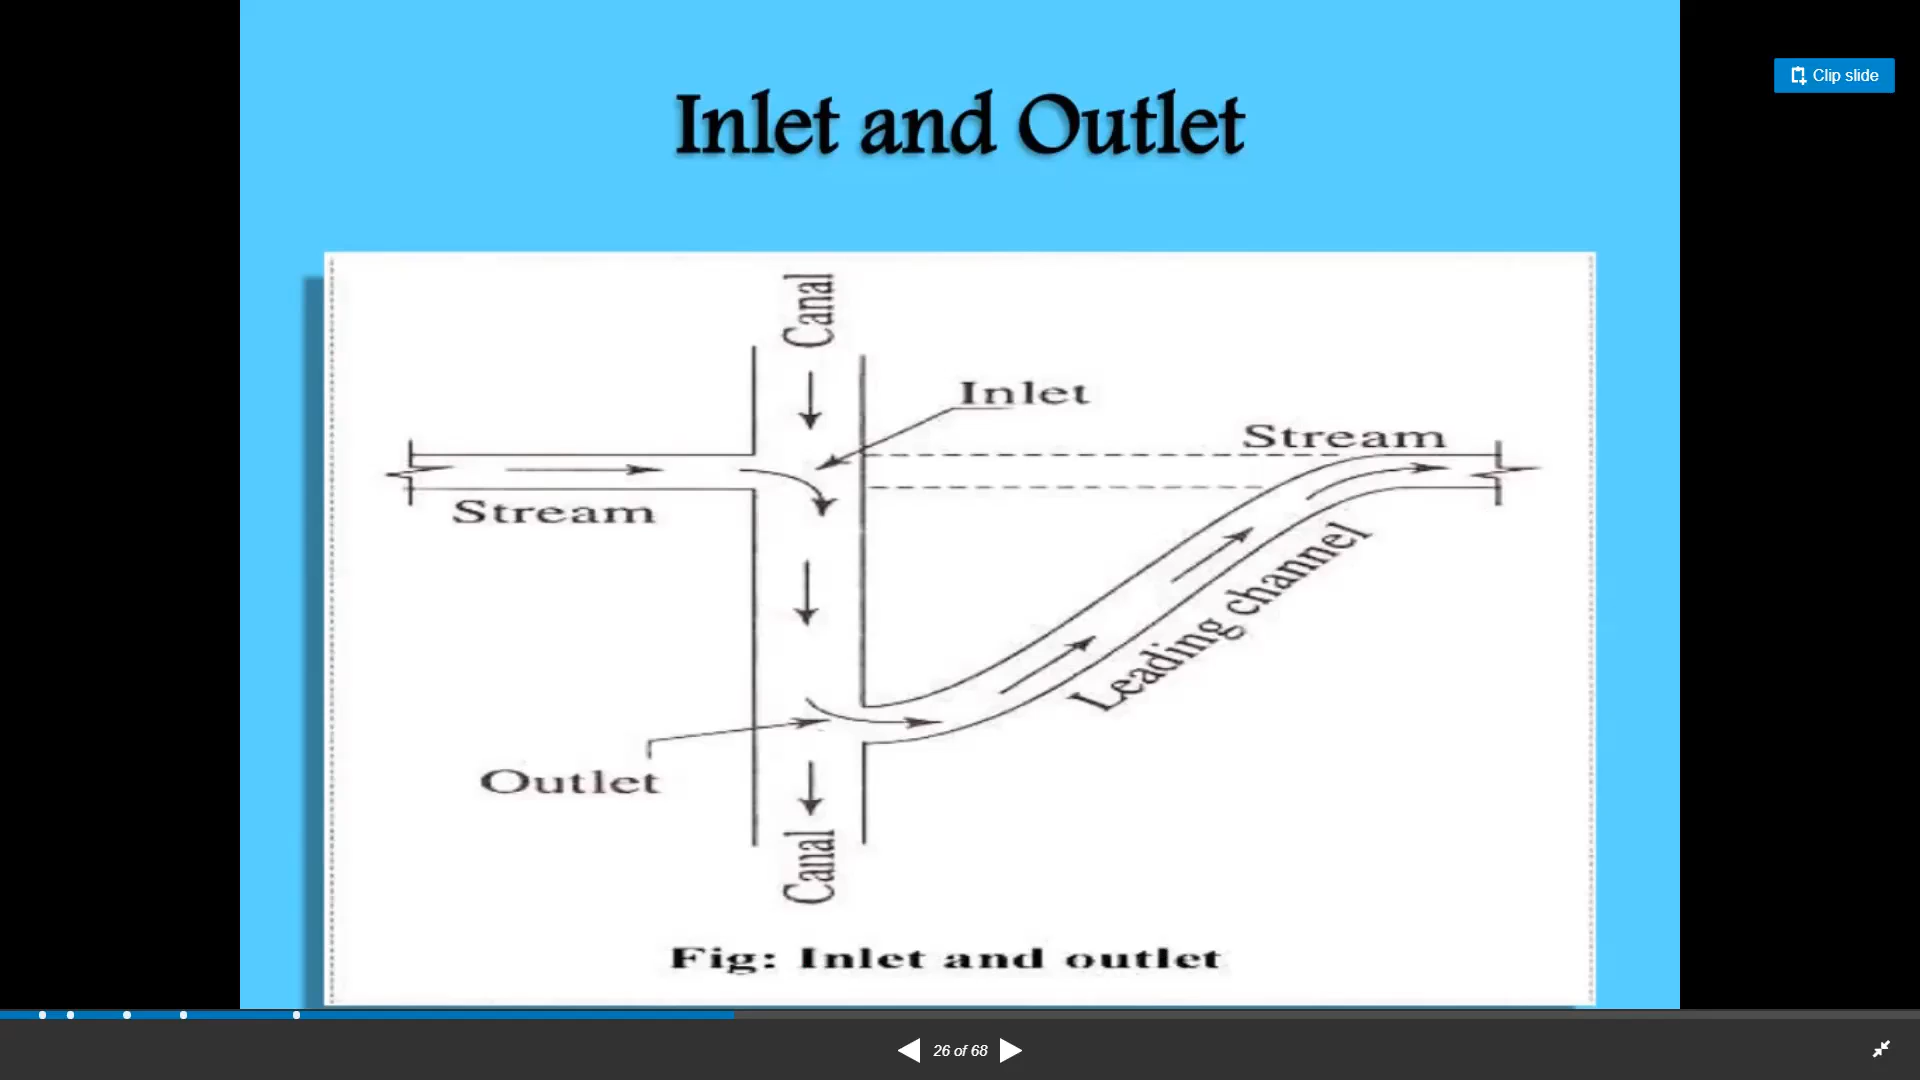 Clip slide
Inlet and Outlet
Canal
Inlet
Stream
Stream
Leading channel
Outlet
Canal
Fig: Inlet and outlet
26 of 68